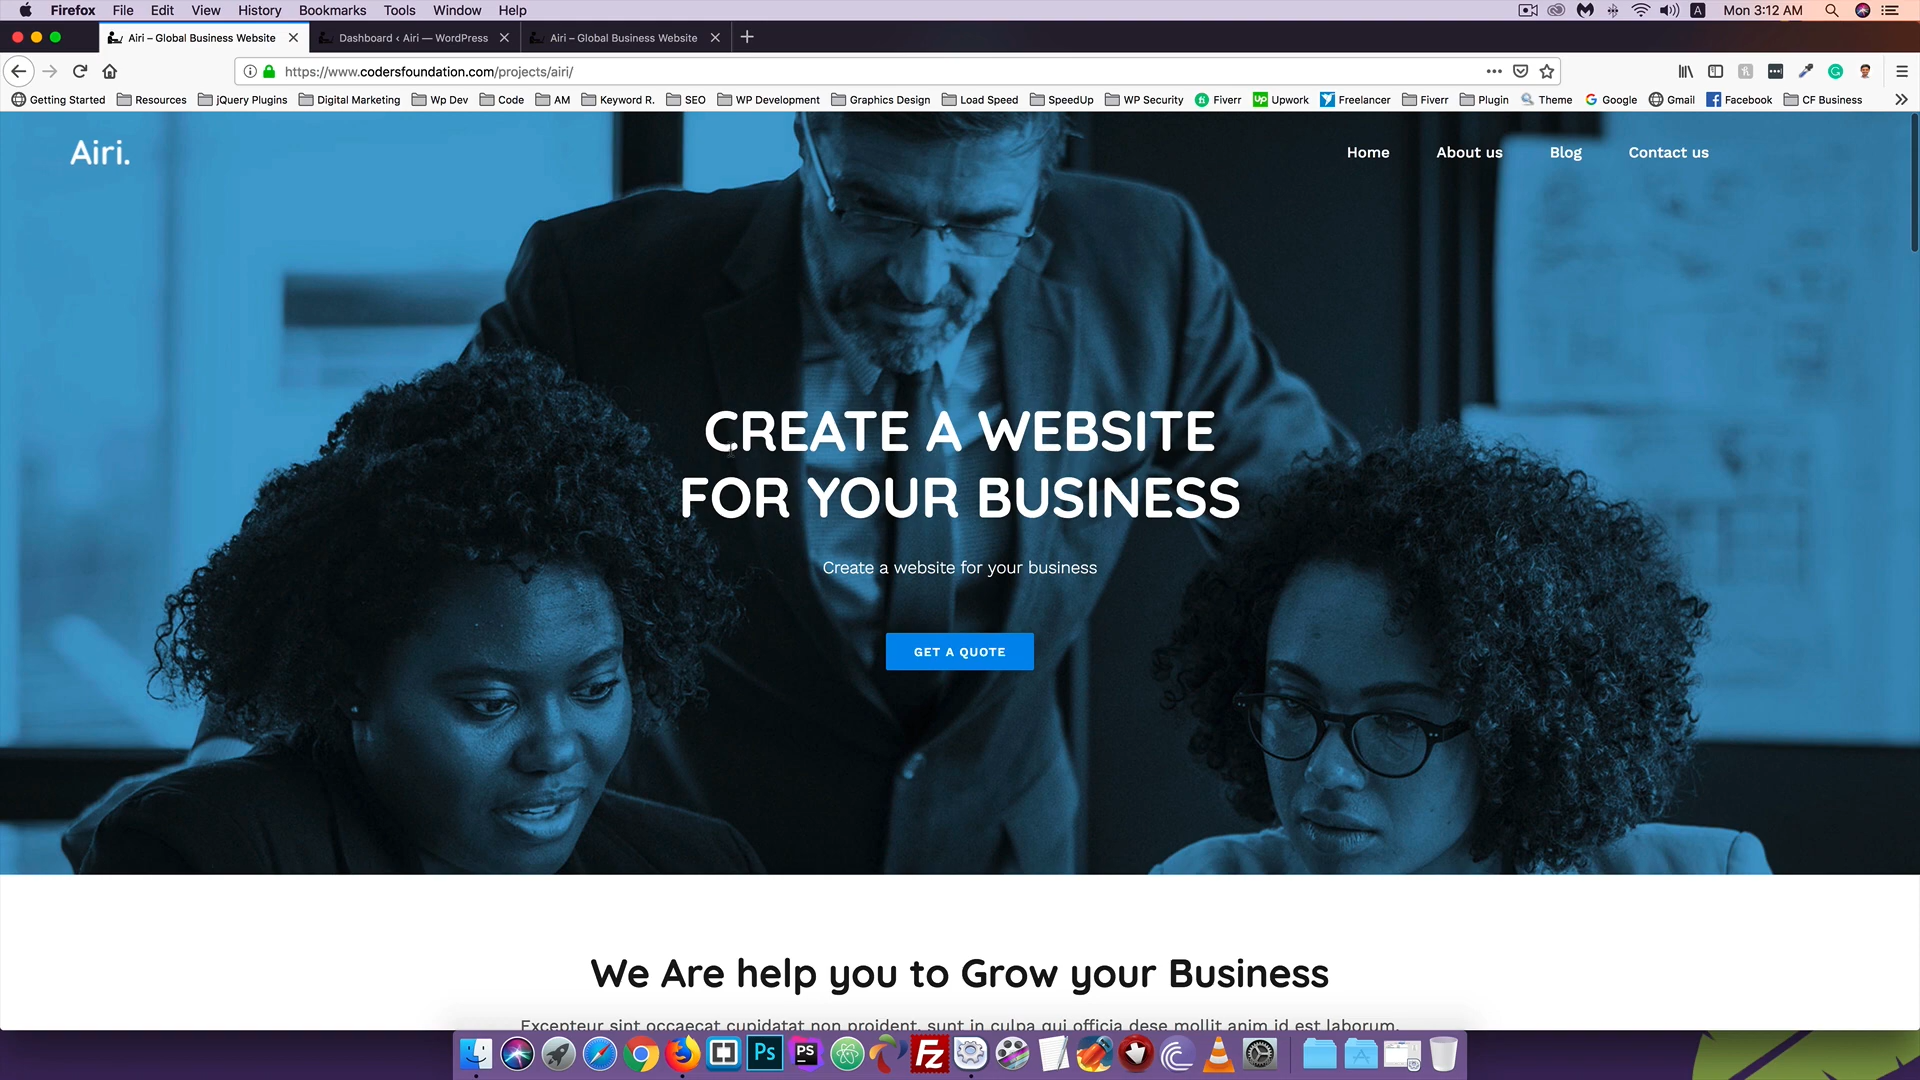 Firefox File Edit View History Bookmarks Tools Window Help
A Mon 3:12 AM
Airi – Global Business Website
Dashboard ‹ Airi — WordPress
Airi – Global Business Website
https://www.codersfoundation.com/projects/airi/
Getting Started Resources jQuery Plugins Digital Marketing Wp Dev Code AM Keyword R. SEO WP Development Graphics Design Load Speed SpeedUp WP Security Fiverr Upwork Freelancer Fiverr Plugin Theme Google Gmail Facebook CF Business
Airi.
Home About us Blog Contact us
CREATE A WEBSITE
FOR YOUR BUSINESS
Create a website for your business
GET A QUOTE
We Are help you to Grow your Business
Excepteur sint occaecat cupidatat non proident, sunt in culpa qui officia dese mollit anim id est laborum.
Ps PS FZ